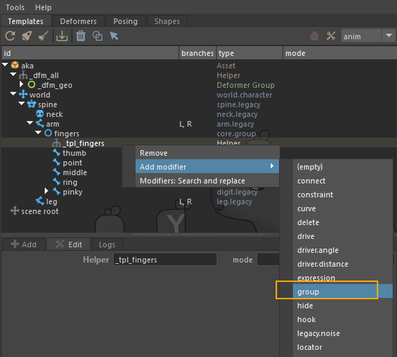 Tools Help
Templates Deformers Posing Shapes
anim
id branches type mode
aka Asset
_dfm_all Helper
_dfm_geo Deformer Group
world world.character
spine spine.legacy
neck neck.legacy
arm L, R arm.legacy
fingers core.group
_tpl_fingers Helper
thumb
point
middle
ring
pinky digit.legacy
leg L, R leg.legacy
scene root
Remove
Add modifier
Modifiers: Search and replace
(empty)
connect
constraint
curve
delete
drive
driver.angle
driver.distance
expression
group
hide
hook
legacy.noise
locator
Add Edit Logs
Helper _tpl_fingers mode